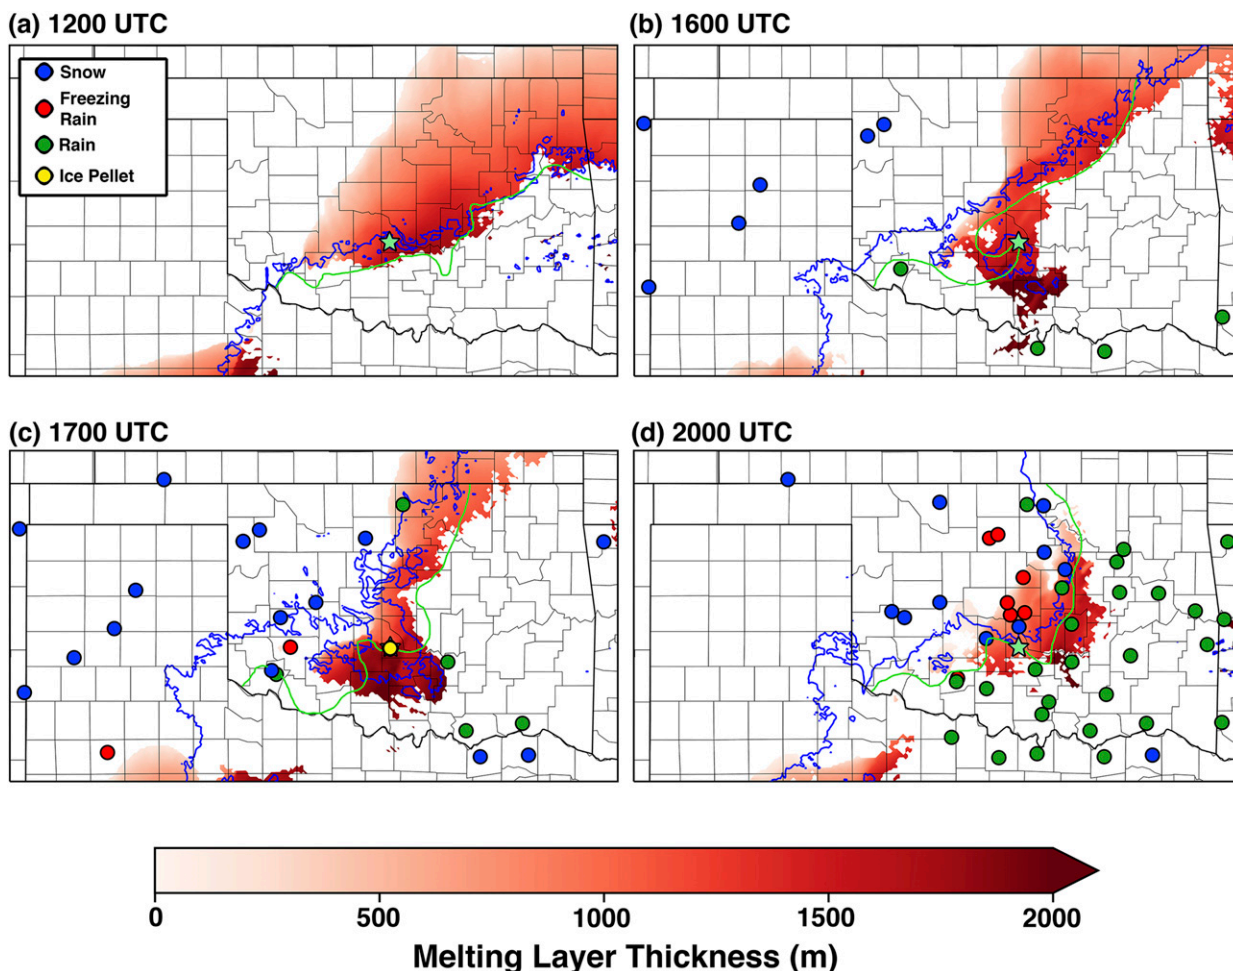 (a) 1200 UTC
(b) 1600 UTC
Snow
Freezing
Rain
Rain
Ice Pellet
(c) 1700 UTC
(d) 2000 UTC
0
500
1000
1500
2000
Melting Layer Thickness (m)